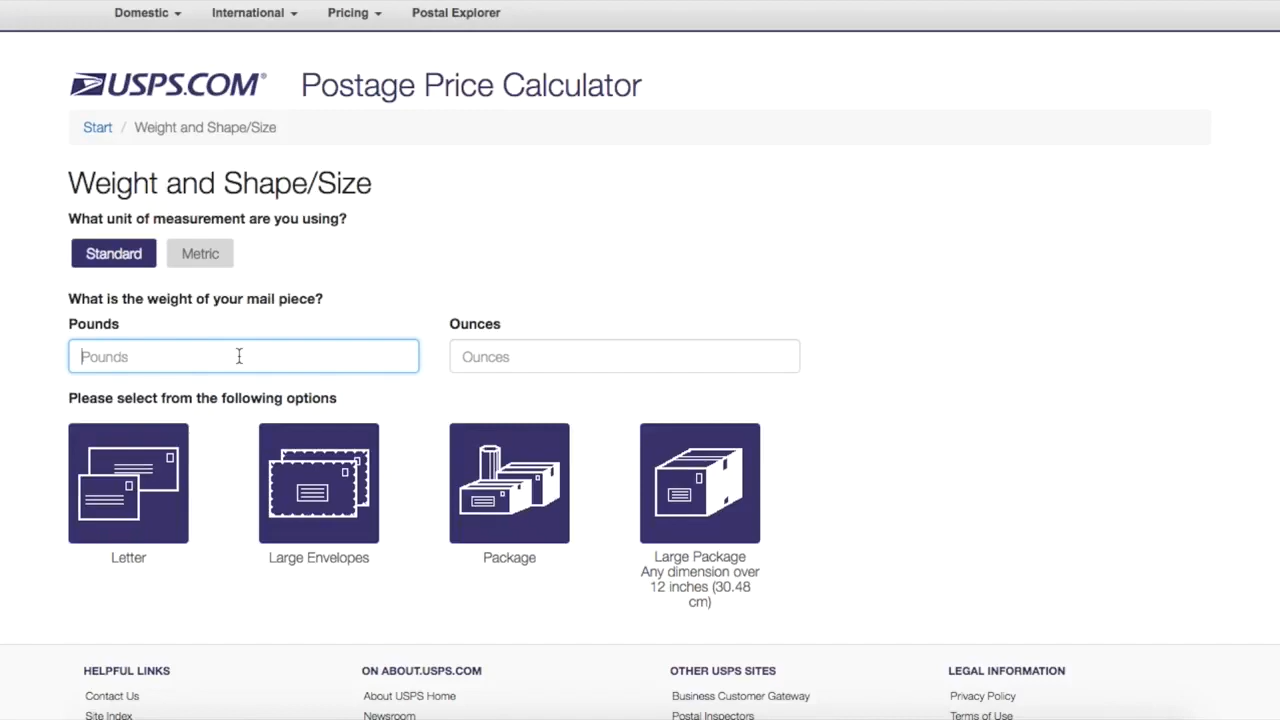 Domestic International Pricing Postal Explorer
USPS.COM® Postage Price Calculator
Start / Weight and Shape/Size
Weight and Shape/Size
What unit of measurement are you using?
Standard Metric
What is the weight of your mail piece?
Pounds Ounces
Pounds Ounces
Please select from the following options
Letter Large Envelopes Package Large Package
Any dimension over
12 inches (30.48
cm)
HELPFUL LINKS ON ABOUT.USPS.COM OTHER USPS SITES LEGAL INFORMATION
Contact Us About USPS Home Business Customer Gateway Privacy Policy
Site Index Newsroom Postal Inspectors Terms of Use